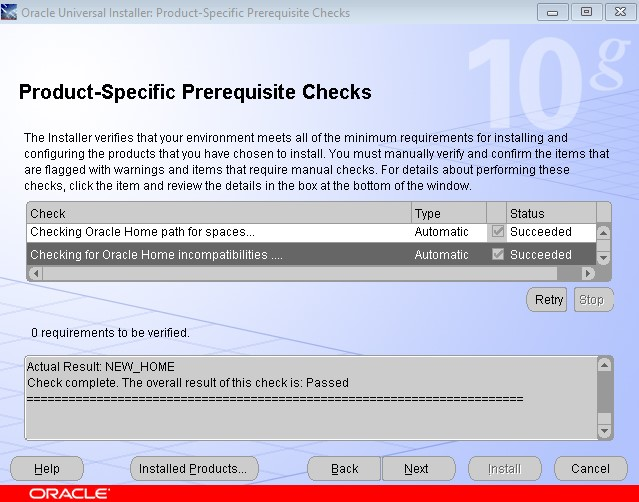 Oracle Universal Installer: Product-Specific Prerequisite Checks
10g
Product-Specific Prerequisite Checks
The Installer verifies that your environment meets all of the minimum requirements for installing and
configuring the products that you have chosen to install. You must manually verify and confirm the items that
are flagged with warnings and items that require manual checks. For details about performing these
checks, click the item and review the details in the box at the bottom of the window.
Check Type Status
Checking Oracle Home path for spaces... Automatic Succeeded
Checking for Oracle Home incompatibilities .... Automatic Succeeded
Retry Stop
0 requirements to be verified.
Actual Result: NEW_HOME
Check complete. The overall result of this check is: Passed
========================================================================
Help Installed Products... Back Next Install Cancel
ORACLE